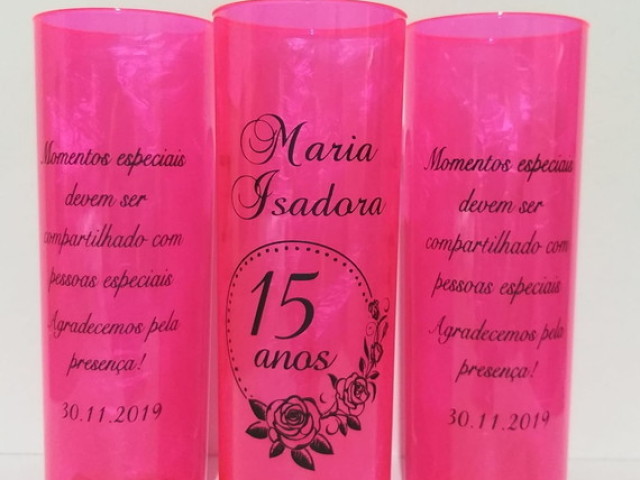 Momentos especiais
devem ser
compartilhado com
pessoas especiais
Agradecemos pela
presença!
30.11.2019
Maria
Isadora
15
anos
Momentos especiais
devem ser
compartilhado com
pessoas especiais
Agradecemos pela
presença!
30.11.2019